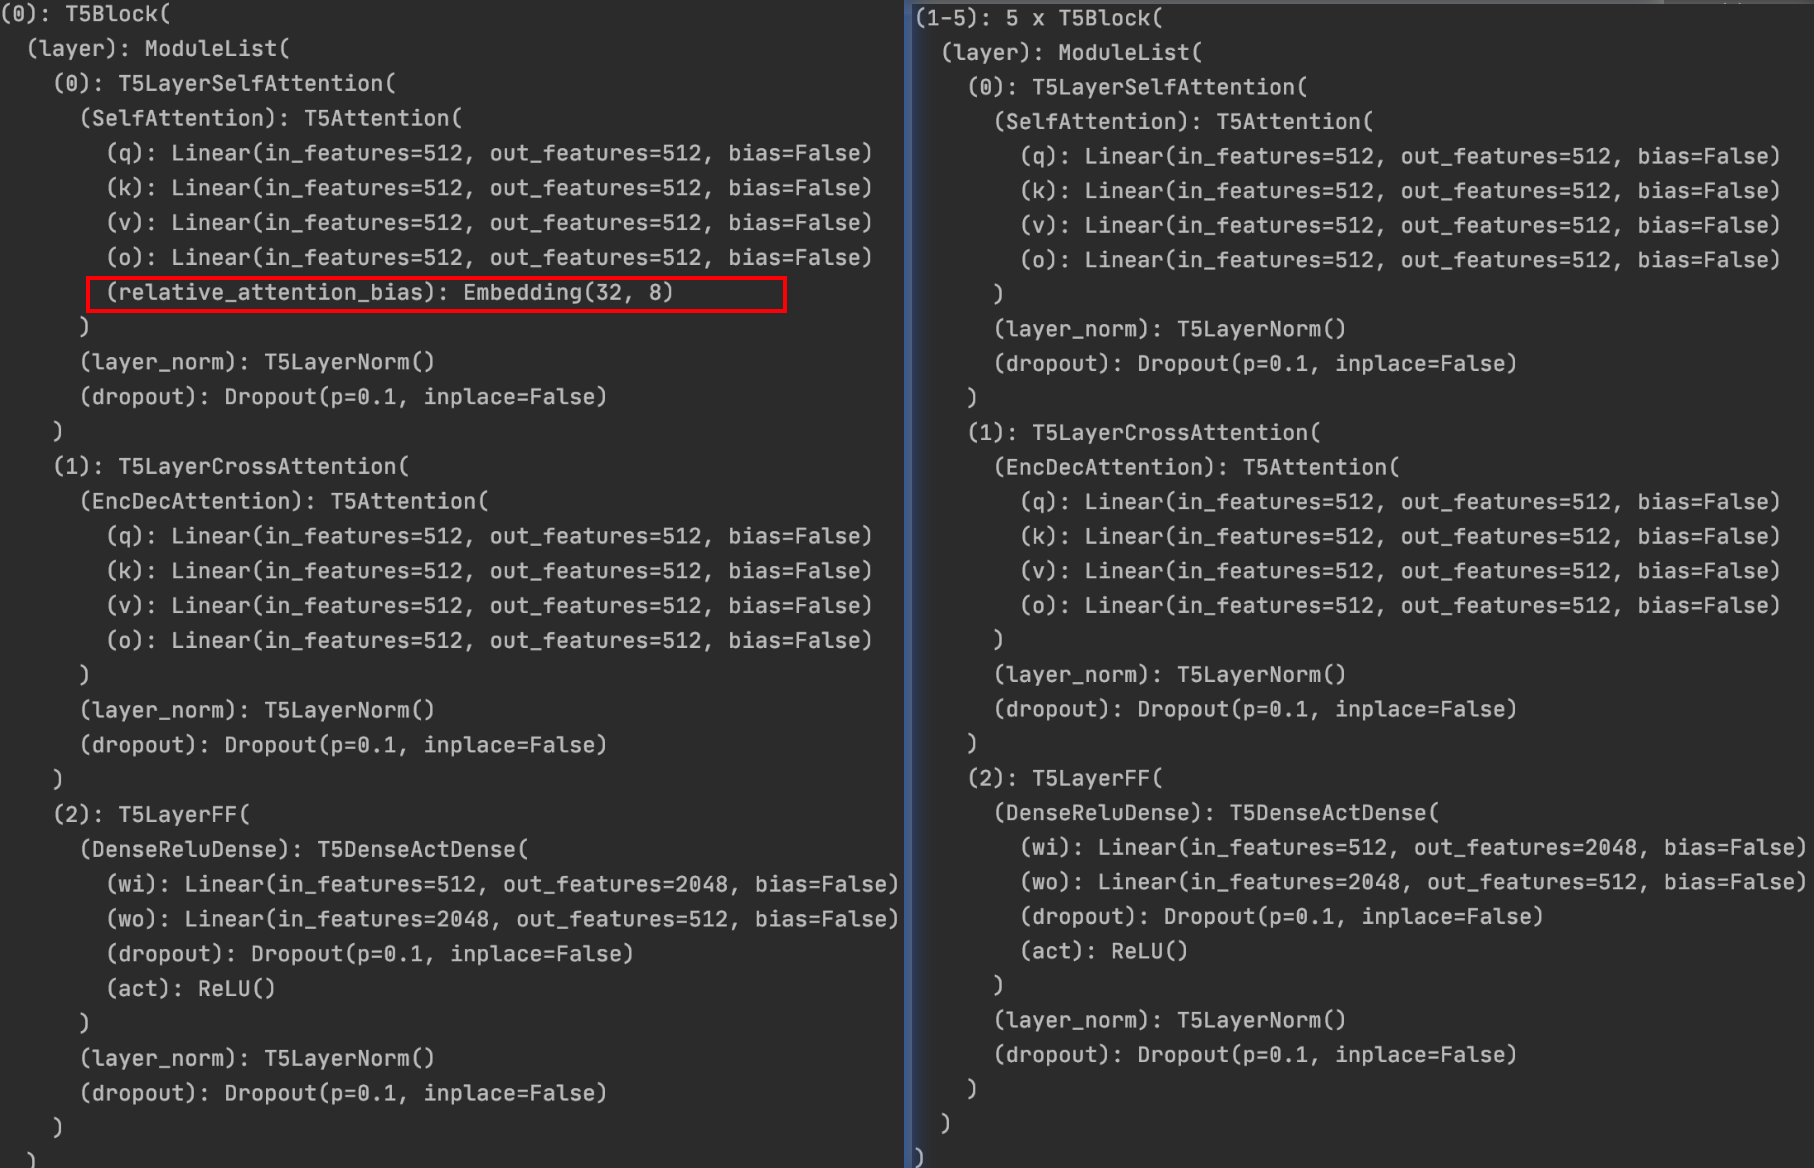 (0): T5Block(
  (layer): ModuleList(
    (0): T5LayerSelfAttention(
      (SelfAttention): T5Attention(
        (q): Linear(in_features=512, out_features=512, bias=False)
        (k): Linear(in_features=512, out_features=512, bias=False)
        (v): Linear(in_features=512, out_features=512, bias=False)
        (o): Linear(in_features=512, out_features=512, bias=False)
        (relative_attention_bias): Embedding(32, 8)
      )
      (layer_norm): T5LayerNorm()
      (dropout): Dropout(p=0.1, inplace=False)
    )
    (1): T5LayerCrossAttention(
      (EncDecAttention): T5Attention(
        (q): Linear(in_features=512, out_features=512, bias=False)
        (k): Linear(in_features=512, out_features=512, bias=False)
        (v): Linear(in_features=512, out_features=512, bias=False)
        (o): Linear(in_features=512, out_features=512, bias=False)
      )
      (layer_norm): T5LayerNorm()
      (dropout): Dropout(p=0.1, inplace=False)
    )
    (2): T5LayerFF(
      (DenseReluDense): T5DenseActDense(
        (wi): Linear(in_features=512, out_features=2048, bias=False)
        (wo): Linear(in_features=2048, out_features=512, bias=False)
        (dropout): Dropout(p=0.1, inplace=False)
        (act): ReLU()
      )
      (layer_norm): T5LayerNorm()
      (dropout): Dropout(p=0.1, inplace=False)
    )
  )
(1-5): 5 x T5Block(
  (layer): ModuleList(
    (0): T5LayerSelfAttention(
      (SelfAttention): T5Attention(
        (q): Linear(in_features=512, out_features=512, bias=False)
        (k): Linear(in_features=512, out_features=512, bias=False)
        (v): Linear(in_features=512, out_features=512, bias=False)
        (o): Linear(in_features=512, out_features=512, bias=False)
      )
      (layer_norm): T5LayerNorm()
      (dropout): Dropout(p=0.1, inplace=False)
    )
    (1): T5LayerCrossAttention(
      (EncDecAttention): T5Attention(
        (q): Linear(in_features=512, out_features=512, bias=False)
        (k): Linear(in_features=512, out_features=512, bias=False)
        (v): Linear(in_features=512, out_features=512, bias=False)
        (o): Linear(in_features=512, out_features=512, bias=False)
      )
      (layer_norm): T5LayerNorm()
      (dropout): Dropout(p=0.1, inplace=False)
    )
    (2): T5LayerFF(
      (DenseReluDense): T5DenseActDense(
        (wi): Linear(in_features=512, out_features=2048, bias=False)
        (wo): Linear(in_features=2048, out_features=512, bias=False)
        (dropout): Dropout(p=0.1, inplace=False)
        (act): ReLU()
      )
      (layer_norm): T5LayerNorm()
      (dropout): Dropout(p=0.1, inplace=False)
    )
  )
)